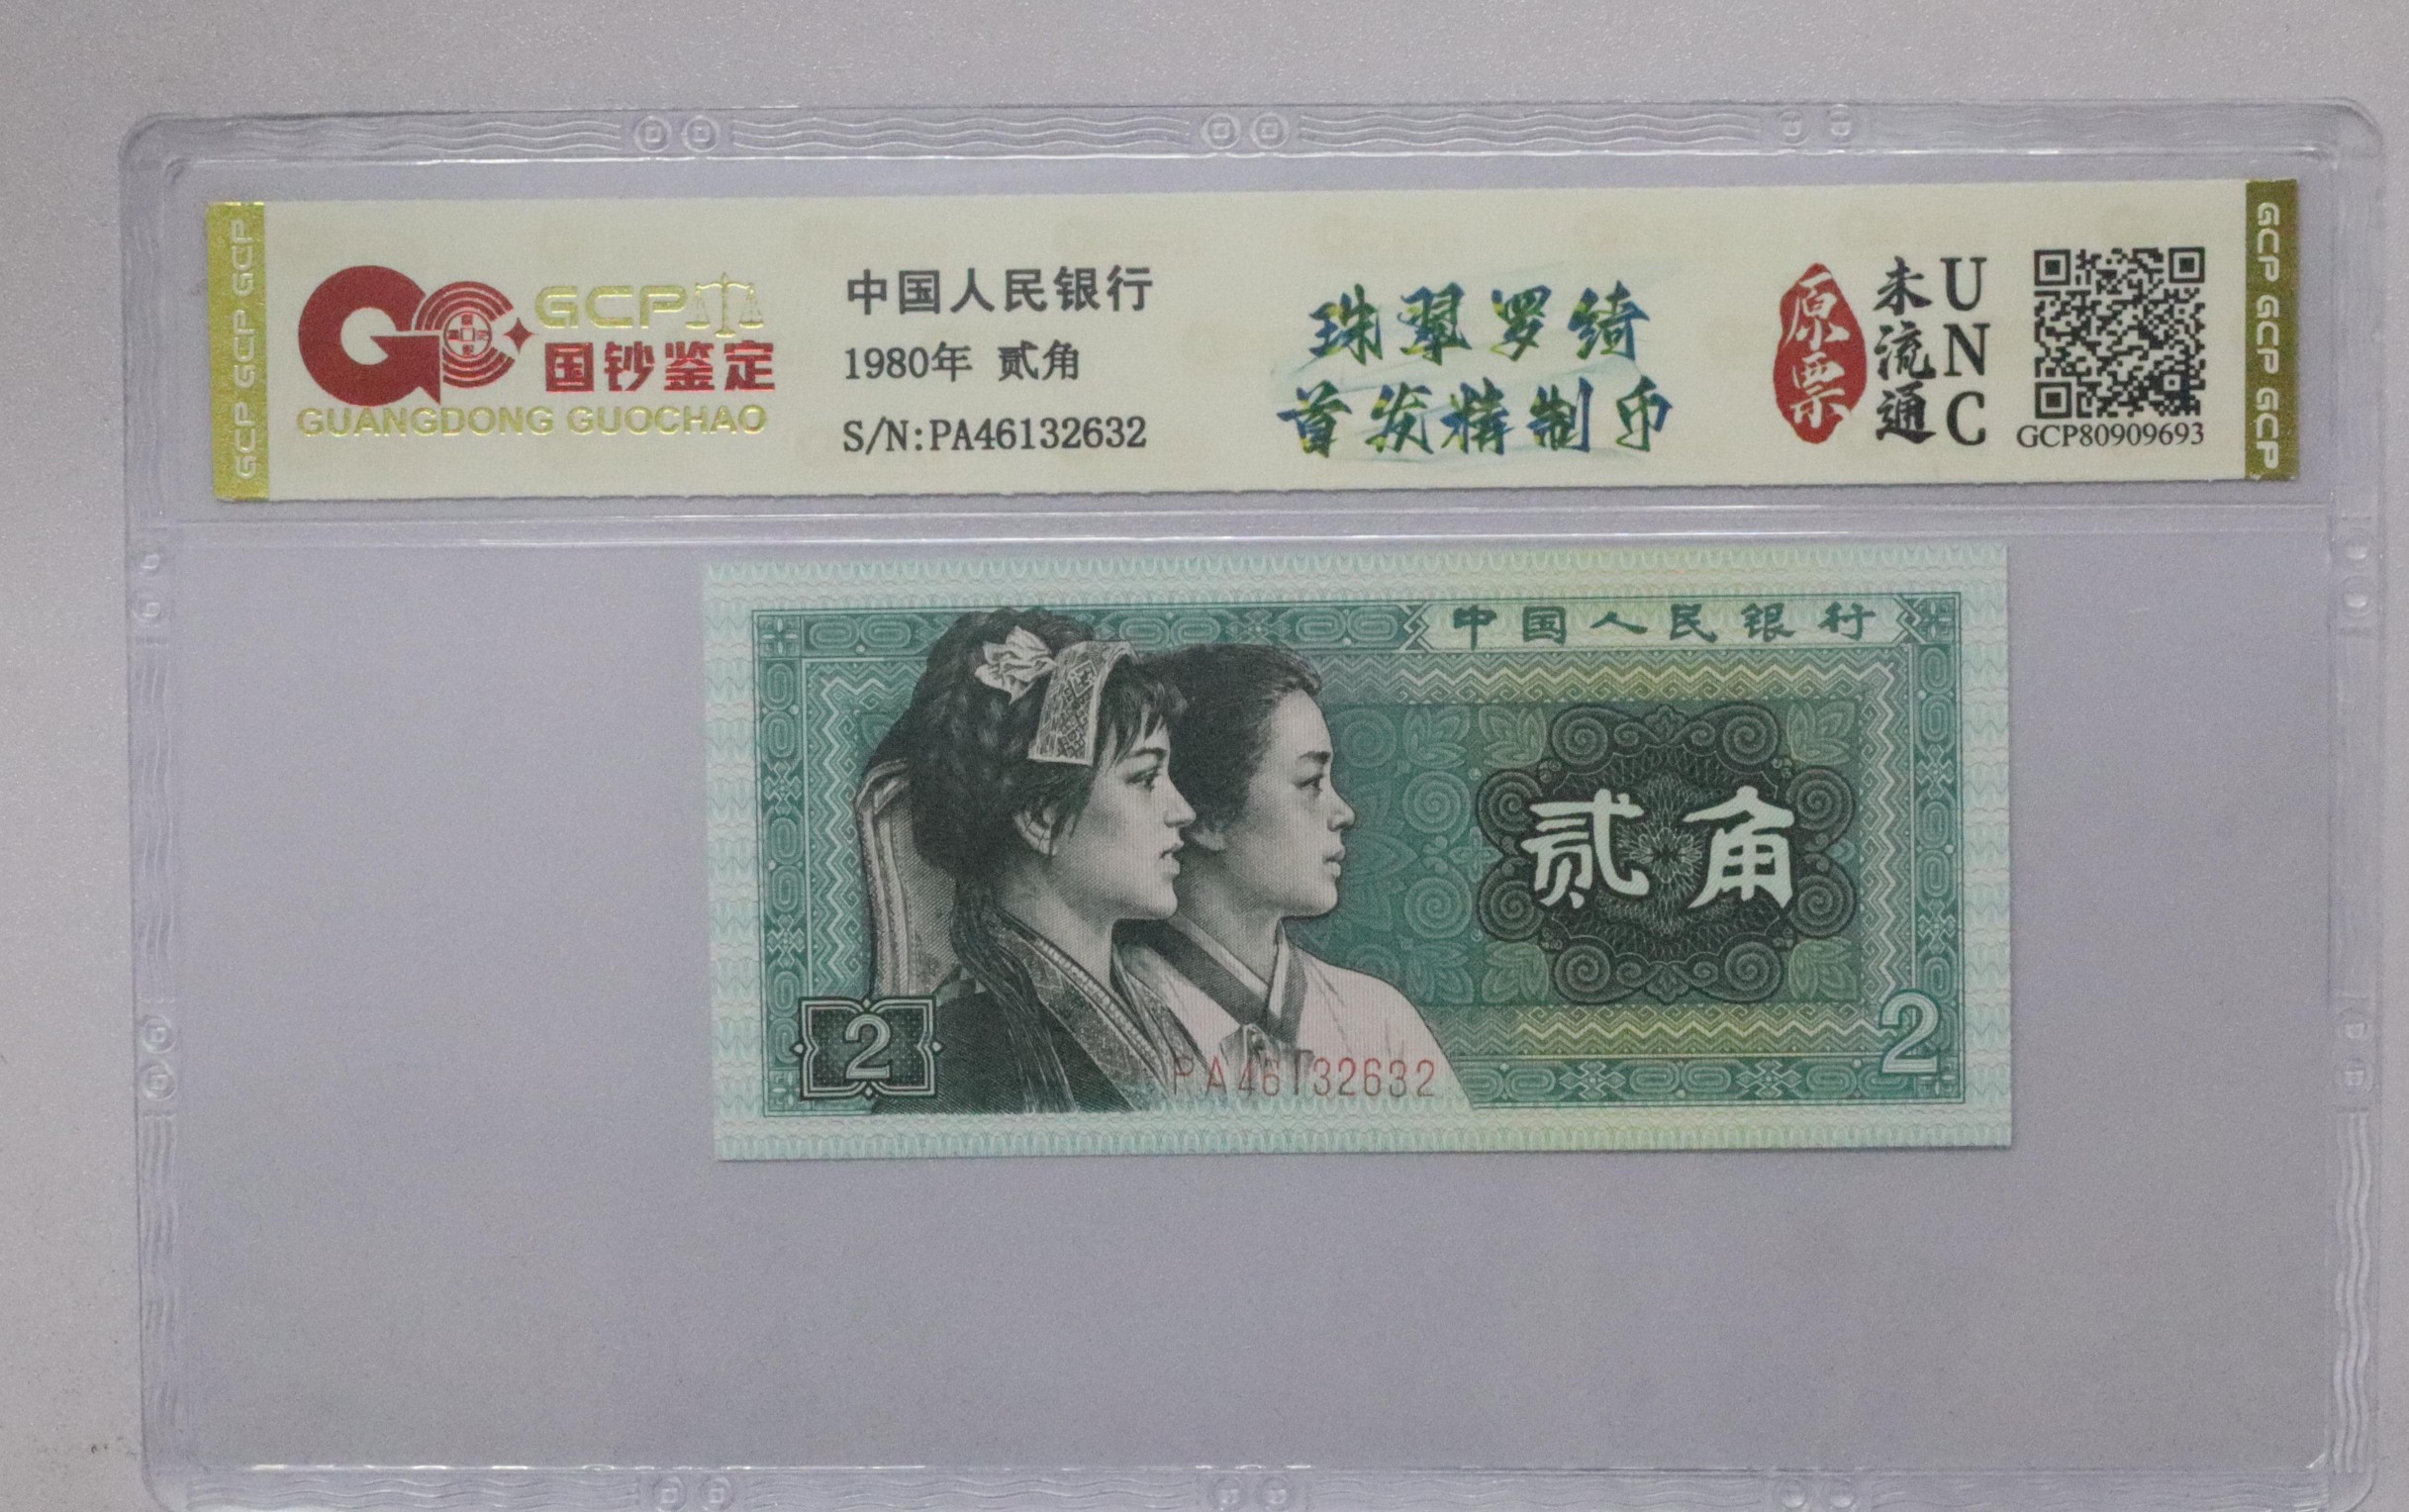 GCP GCP GCP
GCP
国钞鉴定
GUANGDONG GUOCHAO
中国人民银行
1980年 贰角
S/N:PA46132632
珠翠罗绮
首发精制币
原票
未流通
UNC
GCP80909693
GCP GCP GCP
中国人民银行
贰角
2
PA46132632
2